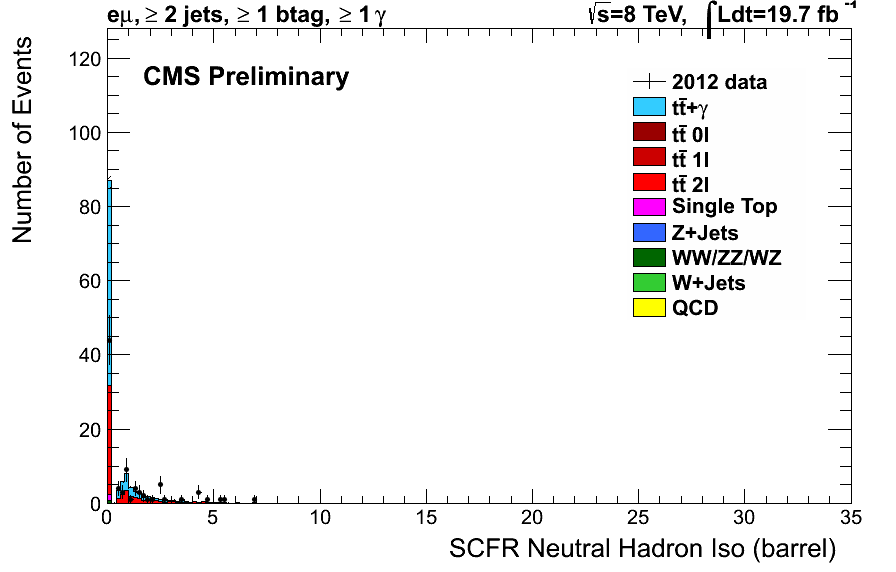 eμ, ≥ 2 jets, ≥ 1 btag, ≥ 1 γ
√s=8 TeV, ∫Ldt=19.7 fb⁻¹
CMS Preliminary
Number of Events
120
100
80
60
40
20
0
2012 data
tt̄+γ
tt̄ 0l
tt̄ 1l
tt̄ 2l
Single Top
Z+Jets
WW/ZZ/WZ
W+Jets
QCD
0 5 10 15 20 25 30 35
SCFR Neutral Hadron Iso (barrel)